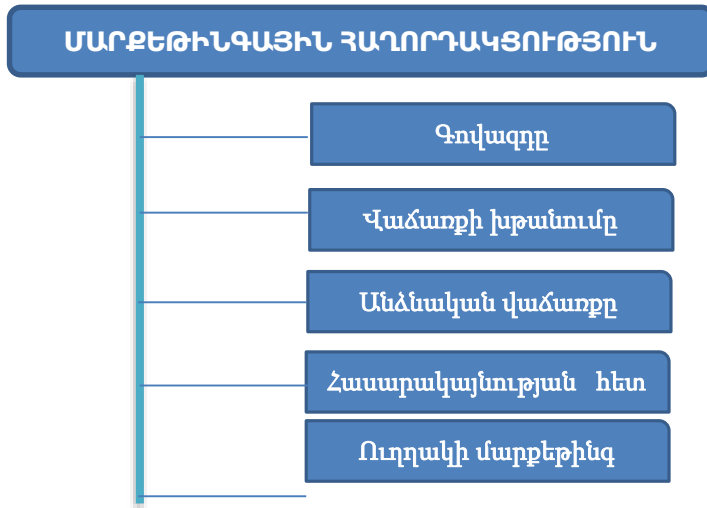 ՄԱՐՔԵԹԻՆԳԱՅԻՆ ՀԱՂՈՐԴԱԿՑՈՒԹՅՈՒՆ
Գովազդը
Վաճառքի խթանումը
Անձնական վաճառքը
Հասարակայնության հետ
Ուղղակի մարքեթինգ